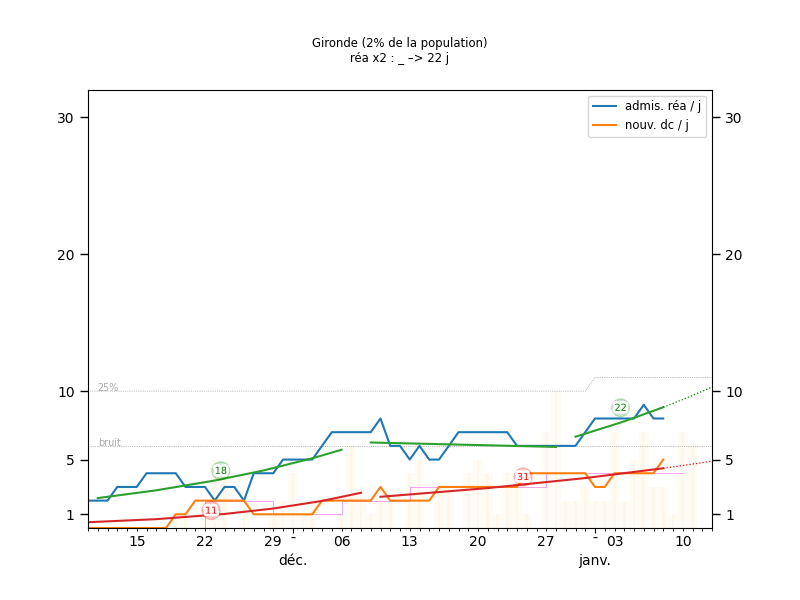 Gironde (2% de la population)
réa x2 : _ –> 22 j
admis. réa / j
nouv. dc / j
30 30
20 20
25%
10 10
22
bruit
5 5
18
31
11
1 1
15 22 29 - 06 13 20 27 - 03 10
déc. janv.